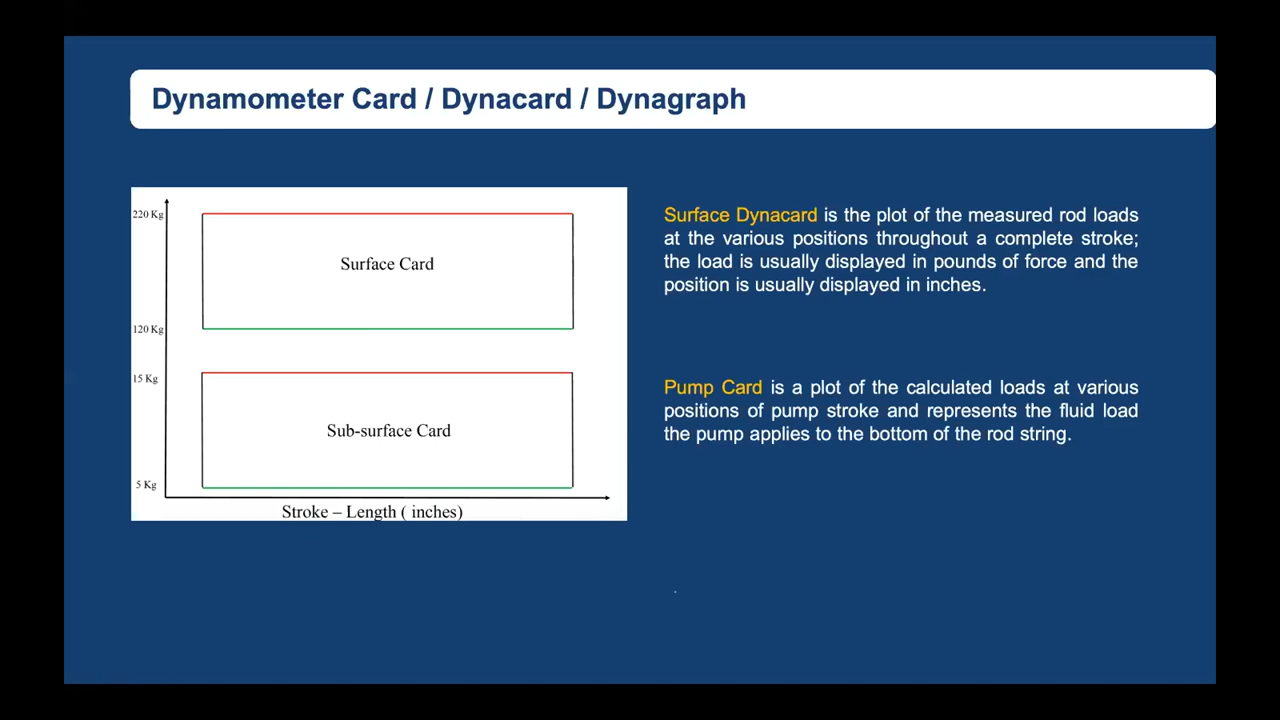 Dynamometer Card / Dynacard / Dynagraph
220 Kg
Surface Card
120 Kg
15 Kg
Sub-surface Card
5 Kg
Stroke – Length ( inches)
Surface Dynacard is the plot of the measured rod loads
at the various positions throughout a complete stroke;
the load is usually displayed in pounds of force and the
position is usually displayed in inches.
Pump Card is a plot of the calculated loads at various
positions of pump stroke and represents the fluid load
the pump applies to the bottom of the rod string.